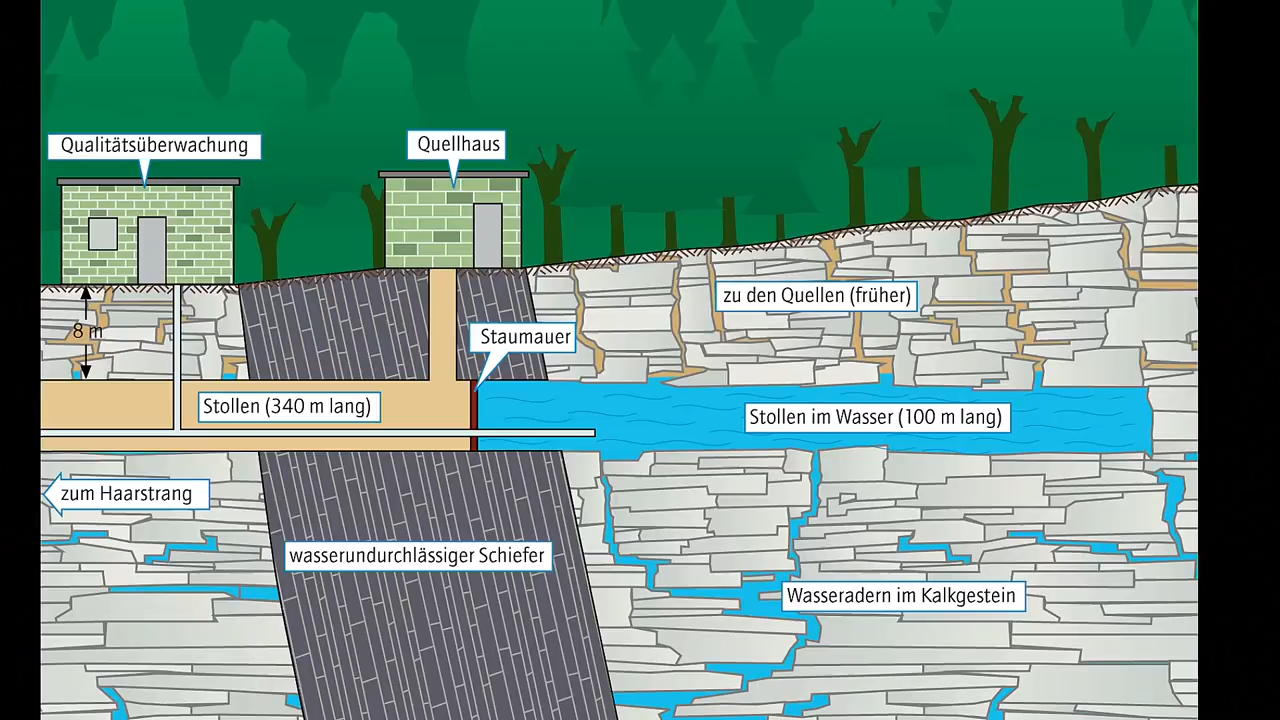 Qualitätsüberwachung
Quellhaus
zu den Quellen (früher)
8 m
Staumauer
Stollen (340 m lang)
Stollen im Wasser (100 m lang)
zum Haarstrang
wasserundurchlässiger Schiefer
Wasseradern im Kalkgestein